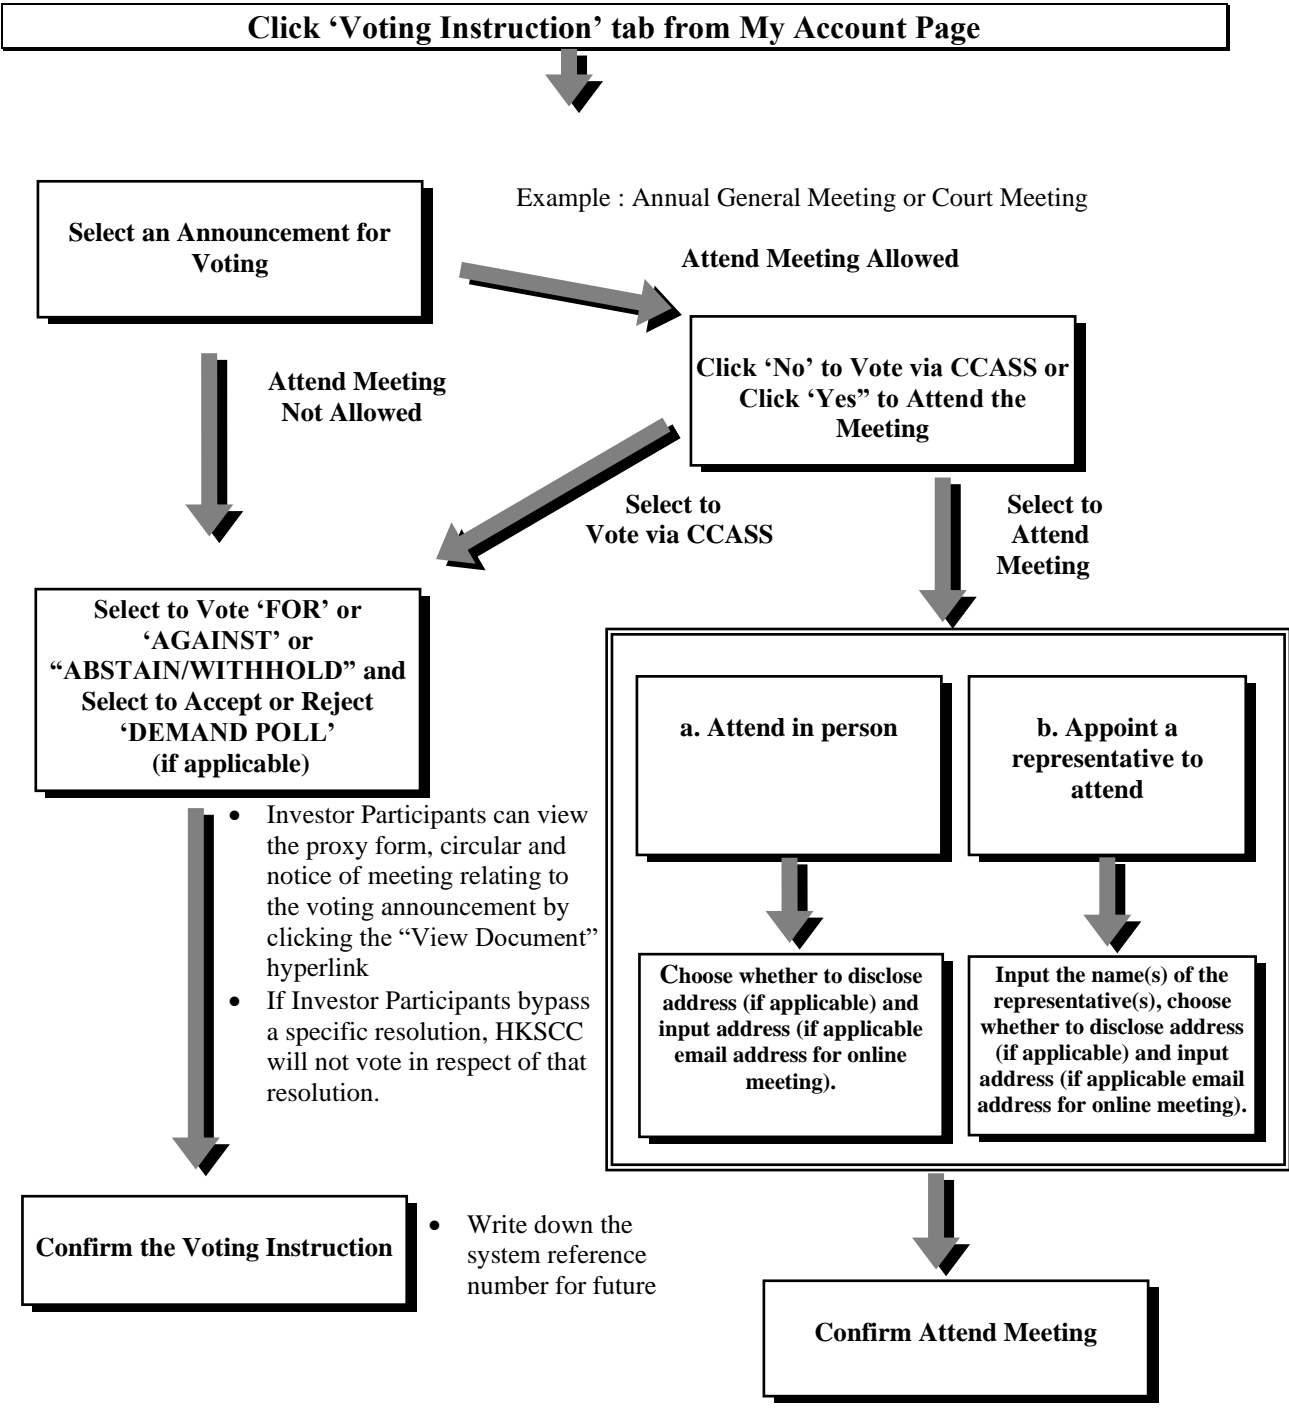 Click ‘Voting Instruction’ tab from My Account Page
Example : Annual General Meeting or Court Meeting
Select an Announcement for
Voting
Attend Meeting Allowed
Click ‘No’ to Vote via CCASS or
Click ‘Yes” to Attend the
Meeting
Attend Meeting
Not Allowed
Select to
Vote via CCASS
Select to
Attend
Meeting
Select to Vote ‘FOR’ or
‘AGAINST’ or
“ABSTAIN/WITHHOLD” and
Select to Accept or Reject
‘DEMAND POLL’
(if applicable)
• Investor Participants can view
the proxy form, circular and
notice of meeting relating to
the voting announcement by
clicking the “View Document”
hyperlink
• If Investor Participants bypass
a specific resolution, HKSCC
will not vote in respect of that
resolution.
a. Attend in person
b. Appoint a
representative to
attend
Choose whether to disclose
address (if applicable) and
input address (if applicable
email address for online
meeting).
Input the name(s) of the
representative(s), choose
whether to disclose address
(if applicable) and input
address (if applicable email
address for online meeting).
Confirm the Voting Instruction
• Write down the
system reference
number for future
Confirm Attend Meeting